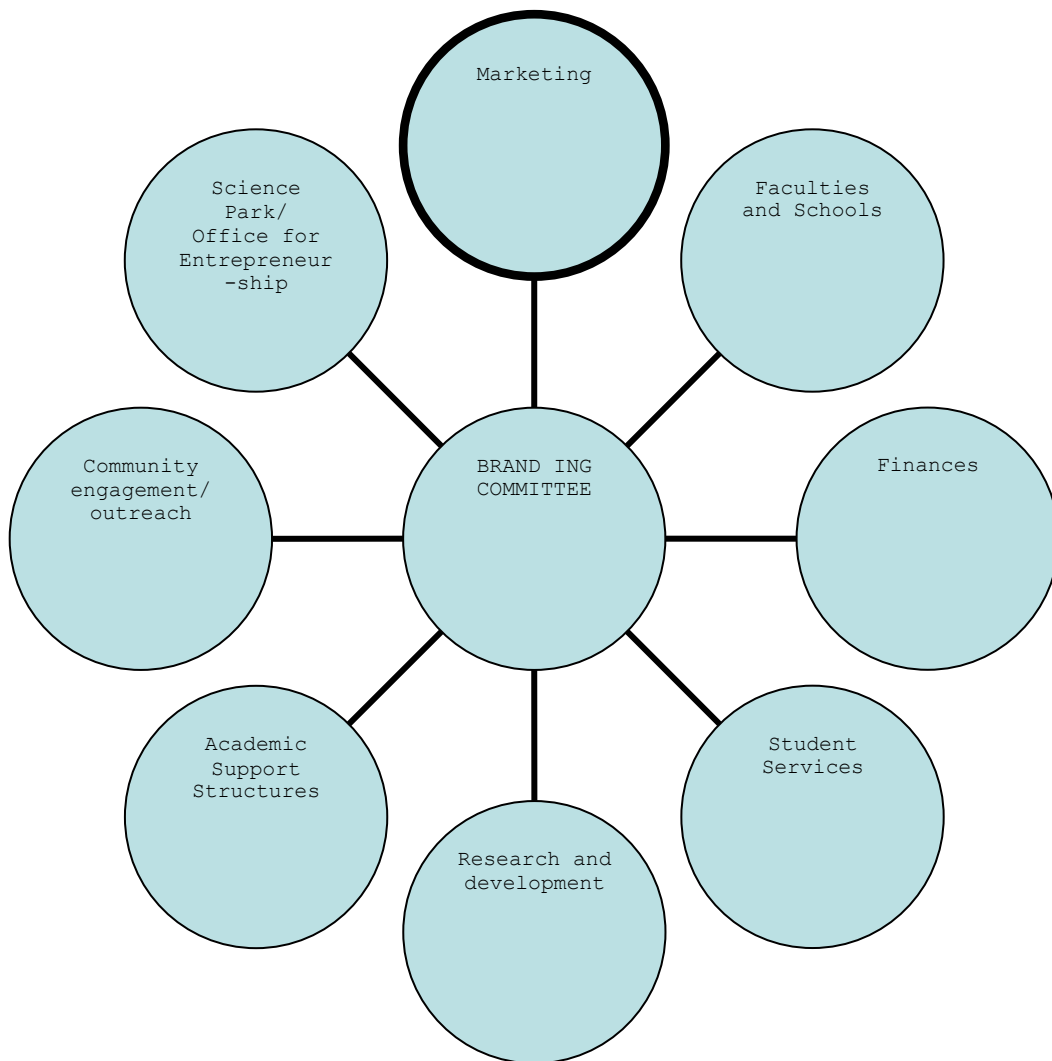 Marketing
Science
Park/
Office for
Entrepreneur
-ship
Faculties
and Schools
Community
engagement/
outreach
BRAND ING
COMMITTEE
Finances
Academic
Support
Structures
Student
Services
Research and
development